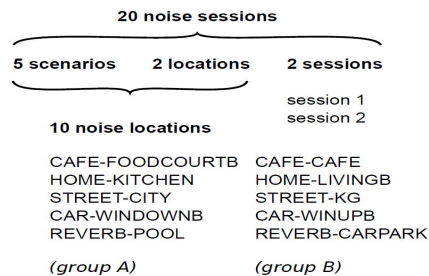 20 noise sessions
5 scenarios 2 locations 2 sessions
session 1
session 2
10 noise locations
CAFE-FOODCOURTB CAFE-CAFE
HOME-KITCHEN HOME-LIVINGB
STREET-CITY STREET-KG
CAR-WINDOWNB CAR-WINUPB
REVERB-POOL REVERB-CARPARK
(group A) (group B)